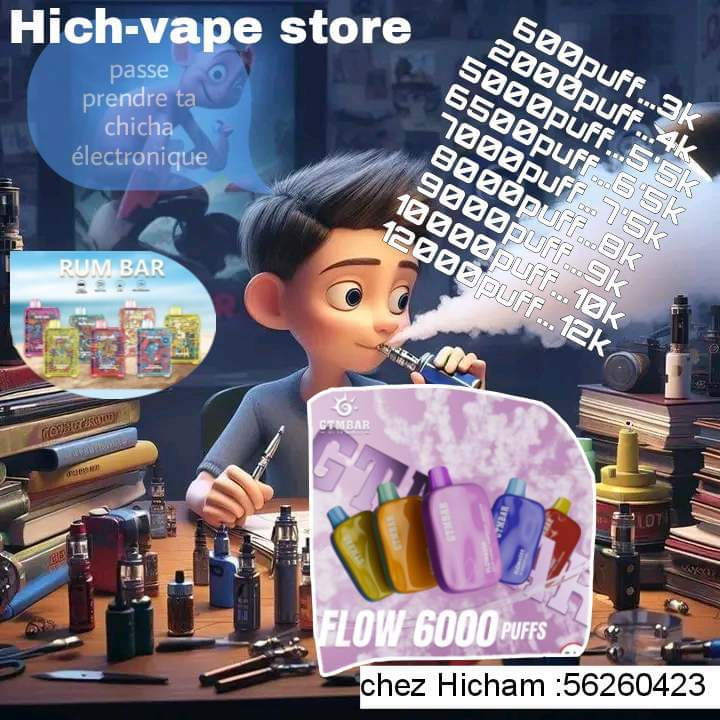 Hich-vape store
passe
prendre ta
chicha
électronique
600puff...3k
2000puff...4k
5000puff...5.5k
6500puff...6.5k
7000puff... 7.5k
8000puff...8k
9000puff...9k
10000puff... 10k
12000puff... 12k
RUM BAR
GTMBAR
FLOW 6000 PUFFS
chez Hicham :56260423